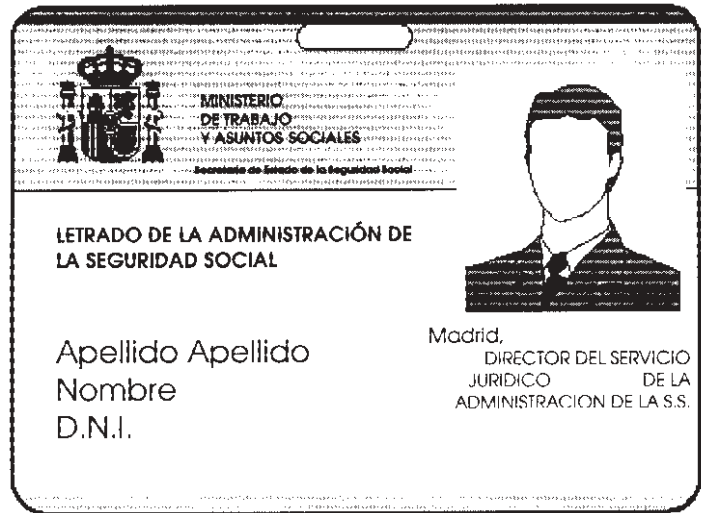 MINISTERIO
DE TRABAJO
Y ASUNTOS SOCIALES
Secretaría de Estado de la Seguridad Social
LETRADO DE LA ADMINISTRACIÓN DE
LA SEGURIDAD SOCIAL
Apellido Apellido
Nombre
D.N.I.
Madrid,
DIRECTOR DEL SERVICIO
JURIDICO DE LA
ADMINISTRACION DE LA S.S.